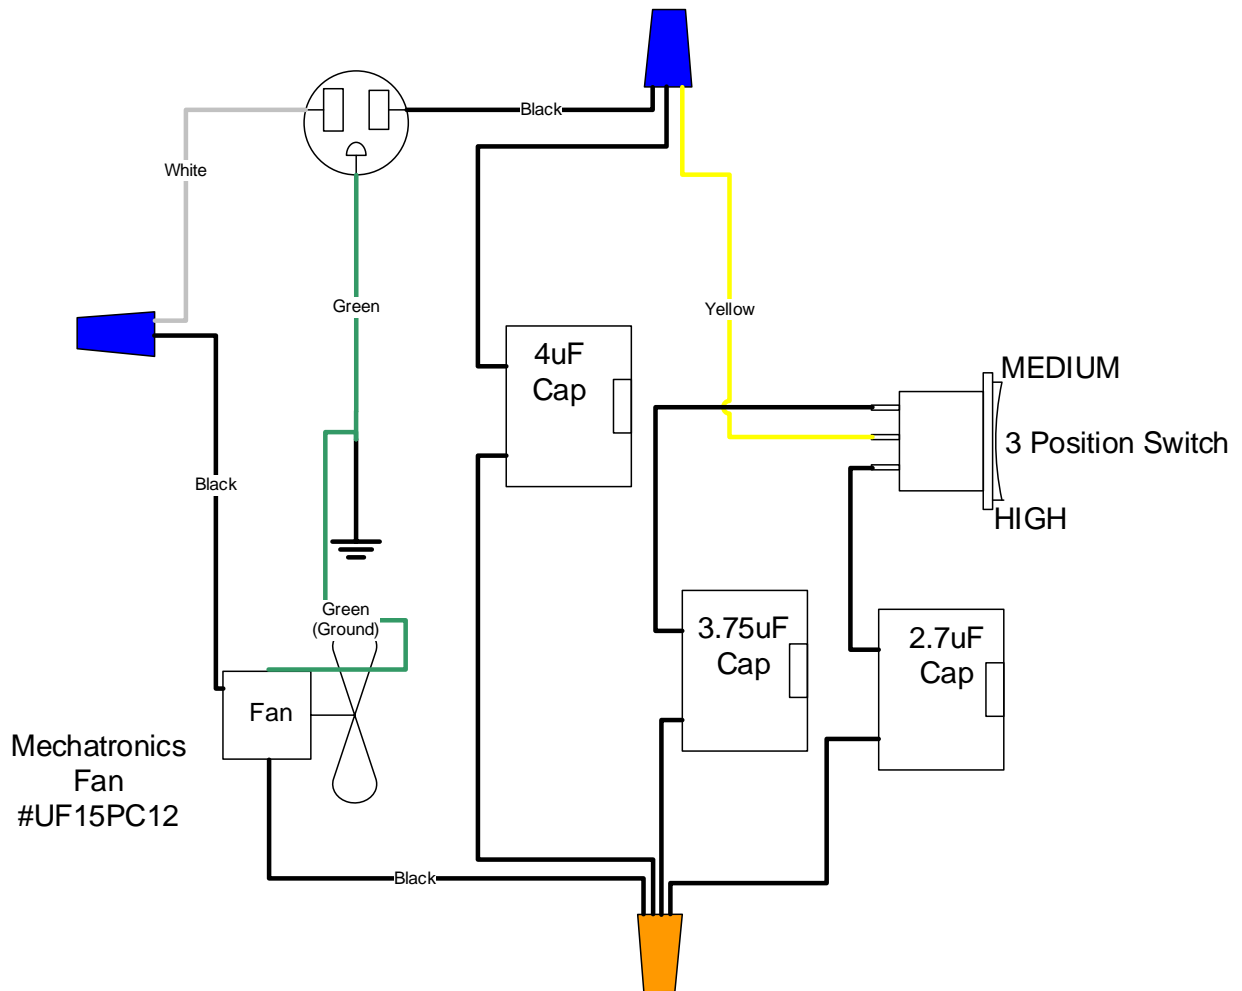 Black
White
Green
Yellow
4uF
Cap
MEDIUM
3 Position Switch
HIGH
Black
Green
(Ground)
3.75uF
Cap
2.7uF
Cap
Fan
Mechatronics
Fan
#UF15PC12
Black